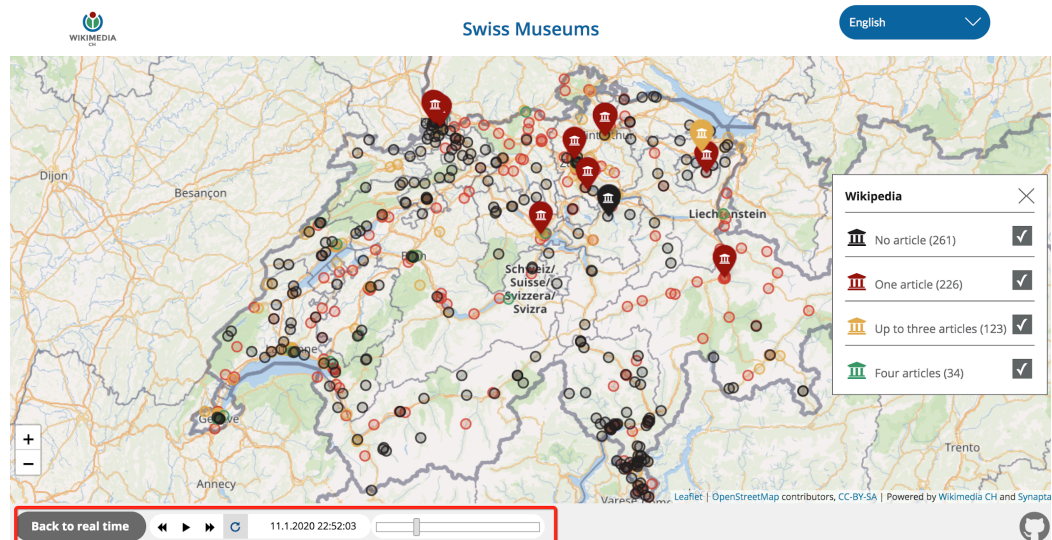 WIKIMEDIA
CH
Swiss Museums
English
Dijon
Besançon
Liechtenstein
Schweiz/
Suisse/
Svizzera/
Svizra
Genève
Annecy
Trento
Wikipedia
No article (261)
One article (226)
Up to three articles (123)
Four articles (34)
+
−
Leaflet | OpenStreetMap contributors, CC-BY-SA | Powered by Wikimedia CH and Synapta
Back to real time
11.1.2020 22:52:03